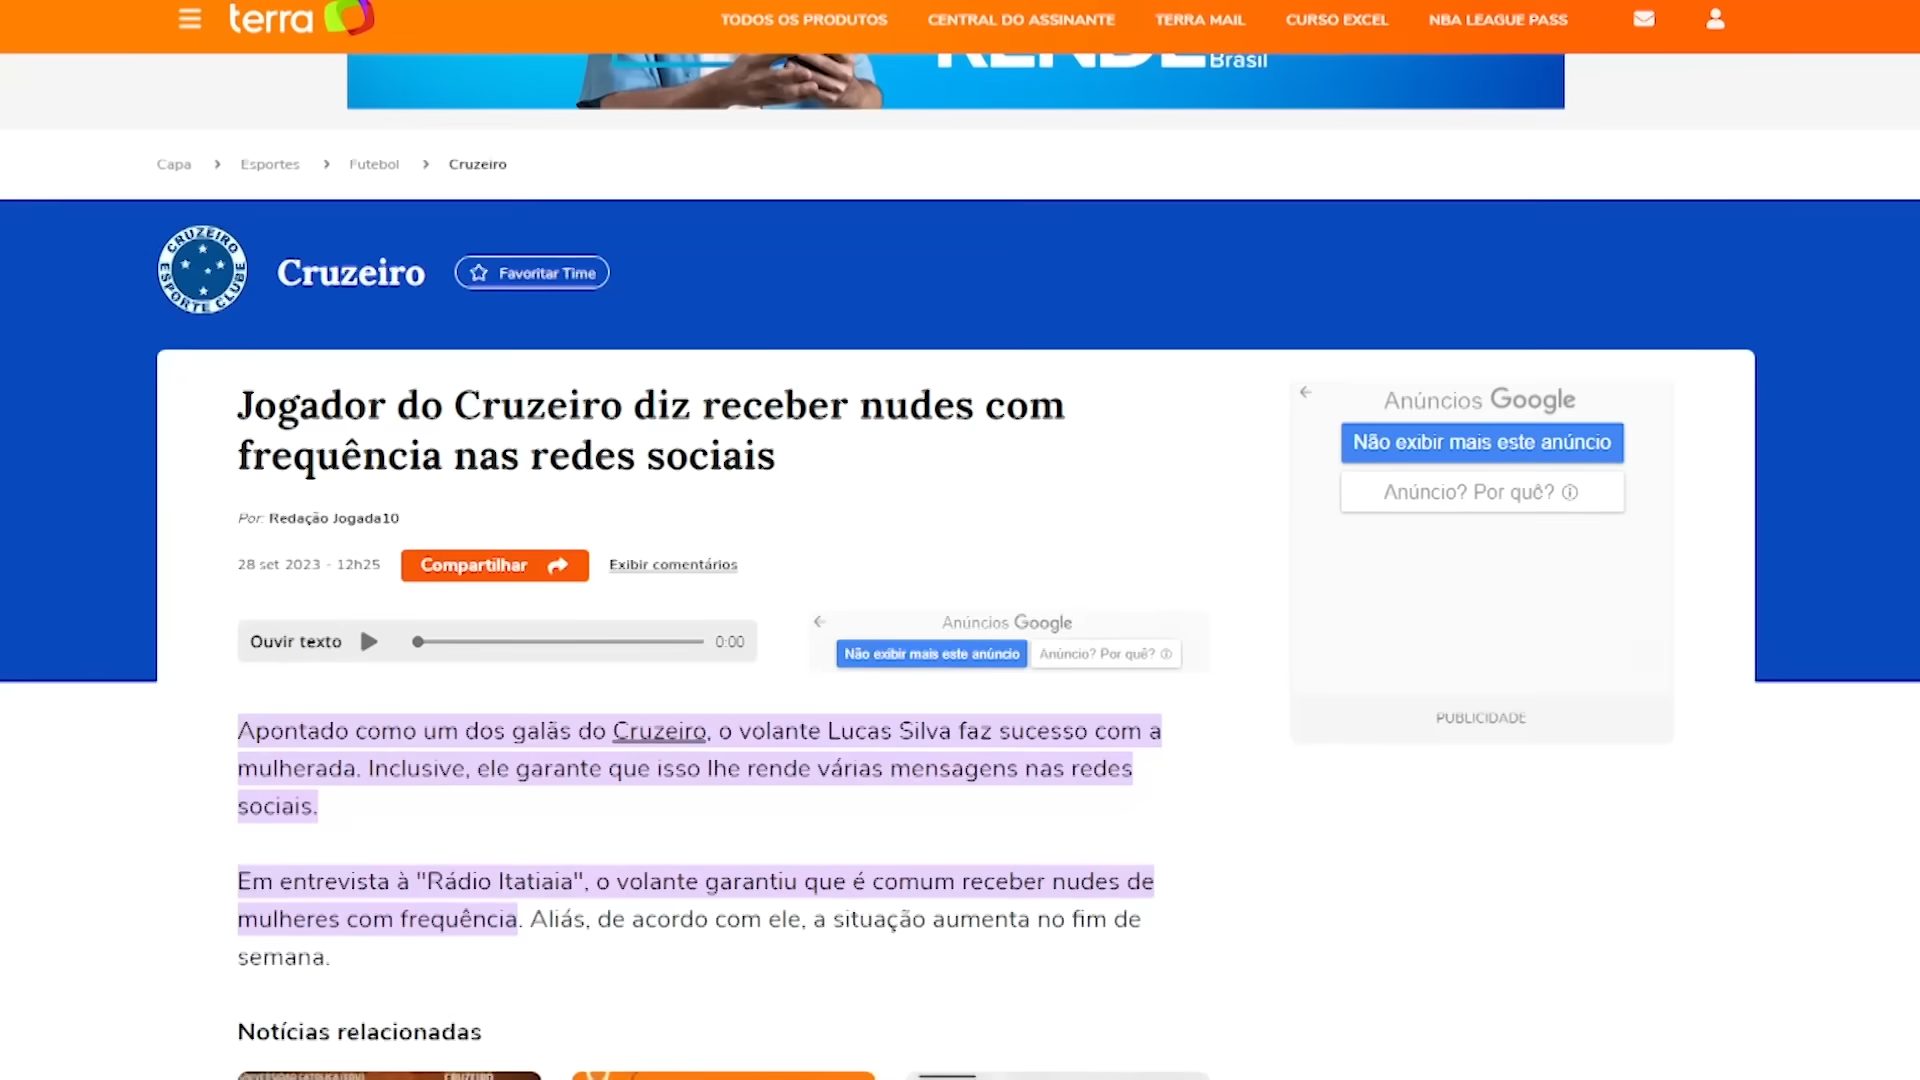 terra
TODOS OS PRODUTOS
CENTRAL DO ASSINANTE
TERRA MAIL
CURSO EXCEL
NBA LEAGUE PASS
RENDE
Brasil
Capa > Esportes > Futebol > Cruzeiro
CRUZEIRO ESPORTE CLUBE
Cruzeiro
Favoritar Time
Jogador do Cruzeiro diz receber nudes com
frequência nas redes sociais
Por: Redação Jogada10
28 set 2023 - 12h25
Compartilhar
Exibir comentários
Ouvir texto
0:00
Anúncios Google
Não exibir mais este anúncio
Anúncio? Por quê?
Anúncios Google
Não exibir mais este anúncio
Anúncio? Por quê?
PUBLICIDADE
Apontado como um dos galãs do Cruzeiro, o volante Lucas Silva faz sucesso com a
mulherada. Inclusive, ele garante que isso lhe rende várias mensagens nas redes
sociais.
Em entrevista à "Rádio Itatiaia", o volante garantiu que é comum receber nudes de
mulheres com frequência. Aliás, de acordo com ele, a situação aumenta no fim de
semana.
Notícias relacionadas
CRUZEIRO